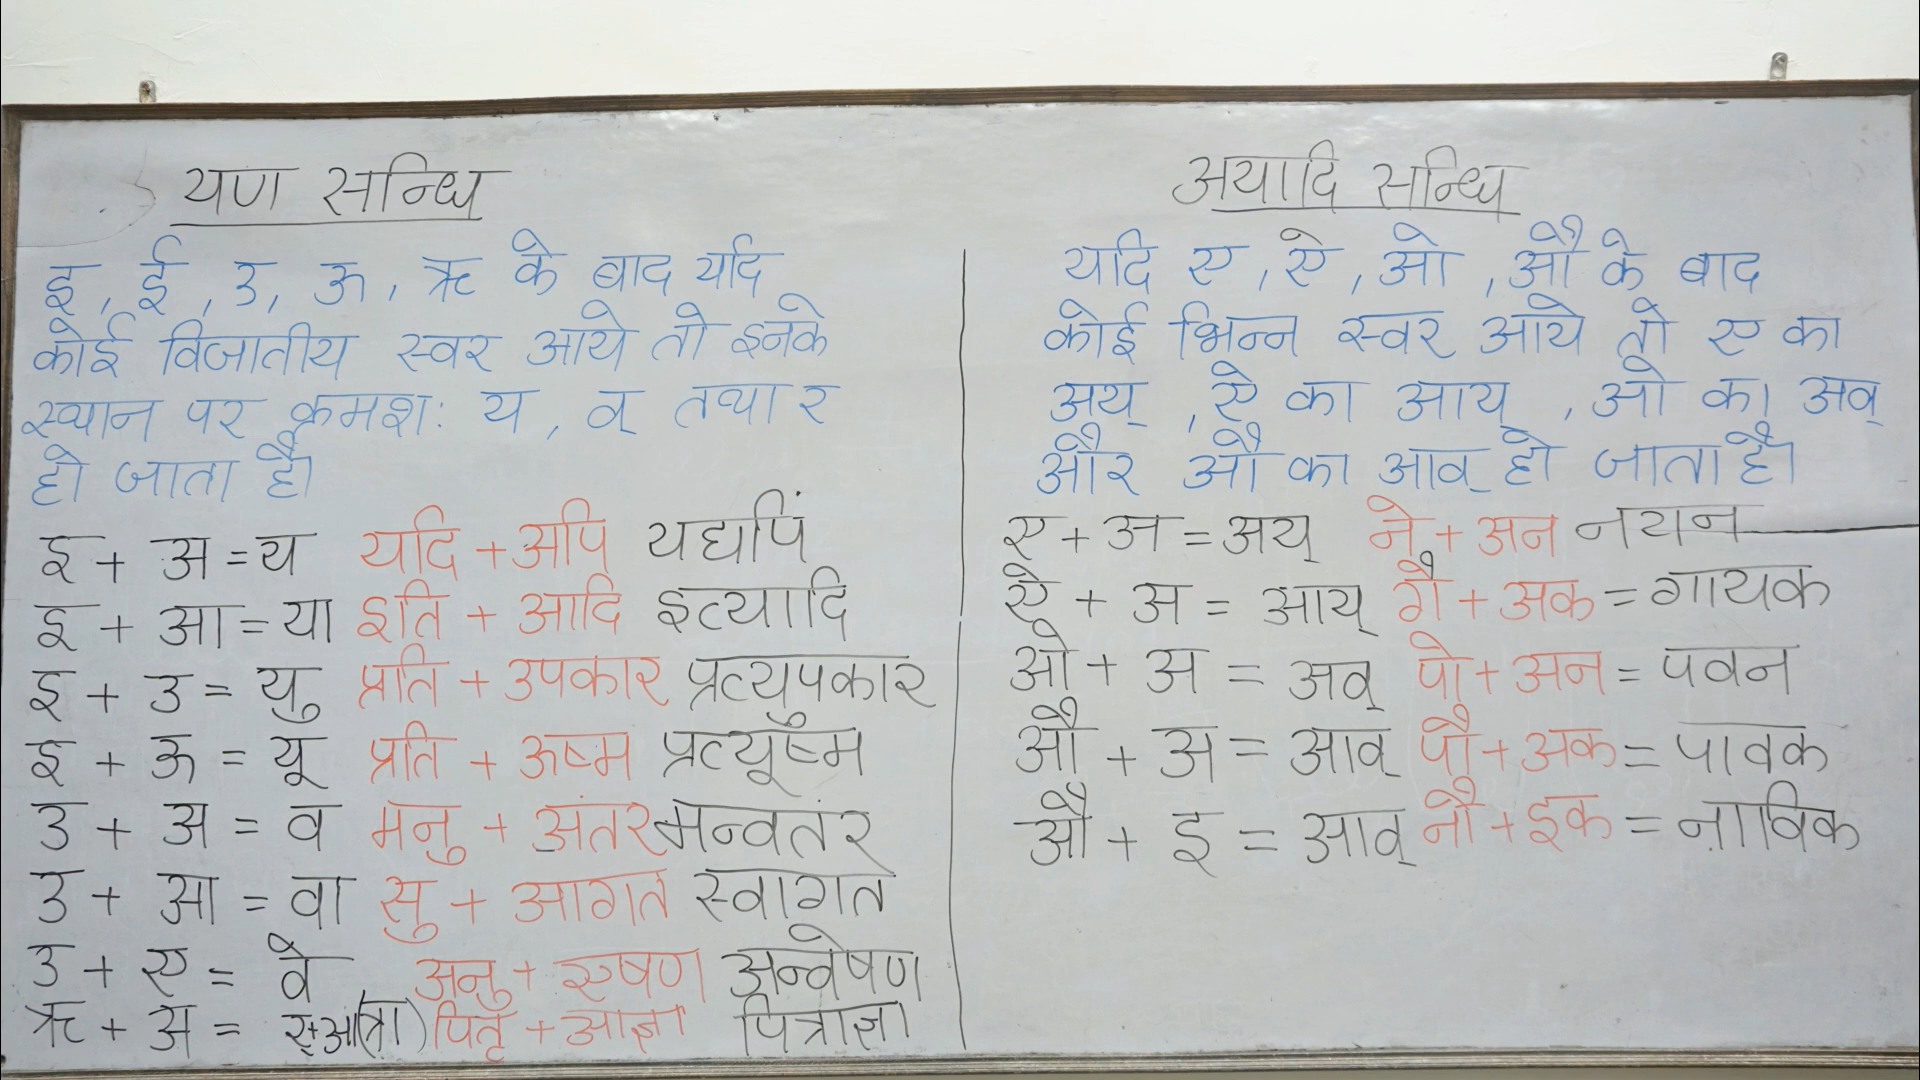 यण सन्धि
इ, ई, उ, ऊ, ऋ के बाद यदि
कोई विजातीय स्वर आये तो इनके
स्थान पर क्रमश: य, व् तथा र
हो जाता है।
इ + अ = य यदि + अपि यद्यपिं
इ + आ = या इति + आदि इत्यादि
इ + उ = यु प्रति + उपकार प्रत्युपकार
इ + ऊ = यू प्रति + ऊष्म प्रत्यूष्म
उ + अ = व मनु + अंतर मन्वतंर
उ + आ = वा सु + आगत स्वागत
उ + ए = वे अनु + एषण अन्वेषण
ऋ + अ = र्+आ(त्रा) पितृ + आज्ञा पित्राज्ञा
अयादि सन्धि
यदि ए, ऐ, ओ, औ के बाद
कोई भिन्न स्वर आये तो ए का
अय्, ऐ का आय्, ओ का अव्
और औ का आव् हो जाता है।
ए + अ = अय् ने + अन नयन
ऐ + अ = आय् गै + अक = गायक
ओ + अ = अव् पो + अन = पवन
औ + अ = आव् पौ + अक = पावक
औ + इ = आव् नौ + इक = नाविक